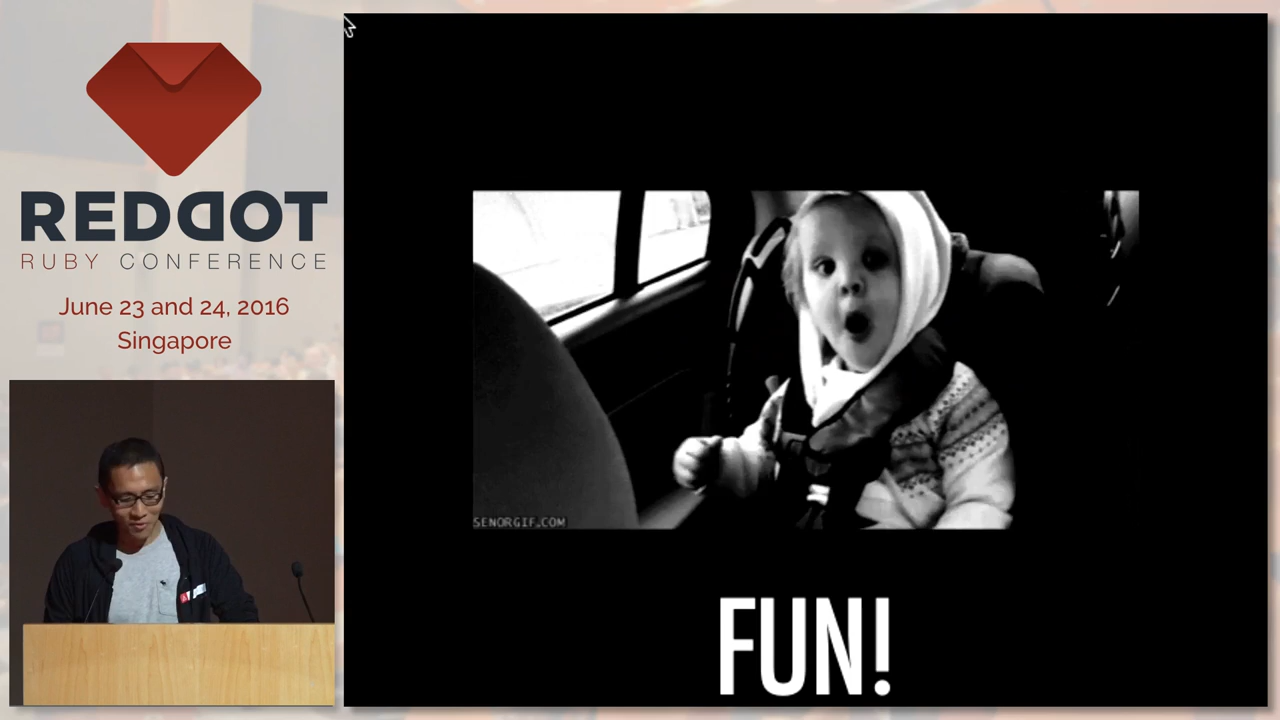 REDDOT
RUBY CONFERENCE
June 23 and 24, 2016
Singapore
SENORGIF.COM
FUN!